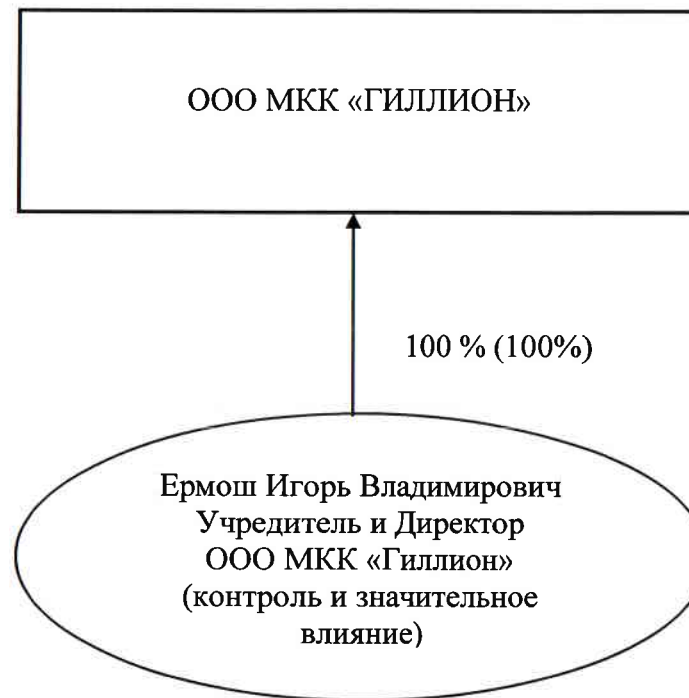 ООО МКК «ГИЛЛИОН»
100 % (100%)
Ермош Игорь Владимирович
Учредитель и Директор
ООО МКК «Гиллион»
(контроль и значительное
влияние)